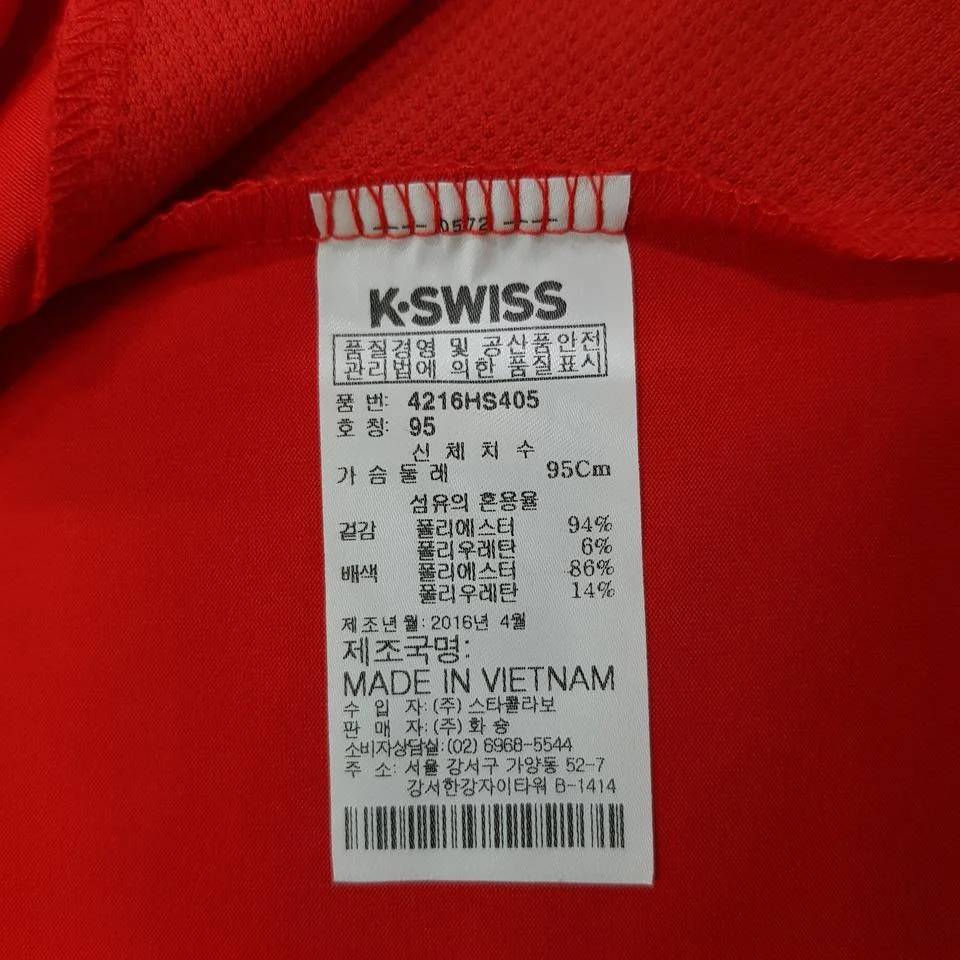 0572
K·SWISS
품질경영 및 공산품안전
관리법에 의한 품질표시
품 번: 4216HS405
호 칭: 95
신 체 치 수
가 슴 둘 레 95Cm
섬유의 혼용율
겉감 폴리에스터 94%
폴리우레탄 6%
배색 폴리에스터 86%
폴리우레탄 14%
제조년월: 2016년 4월
제조국명:
MADE IN VIETNAM
수 입 자: (주) 스타콜라보
판 매 자: (주) 화 승
소비자상담실: (02) 6968-5544
주 소: 서울 강서구 가양동 52-7
강서한강자이타워 B-1414